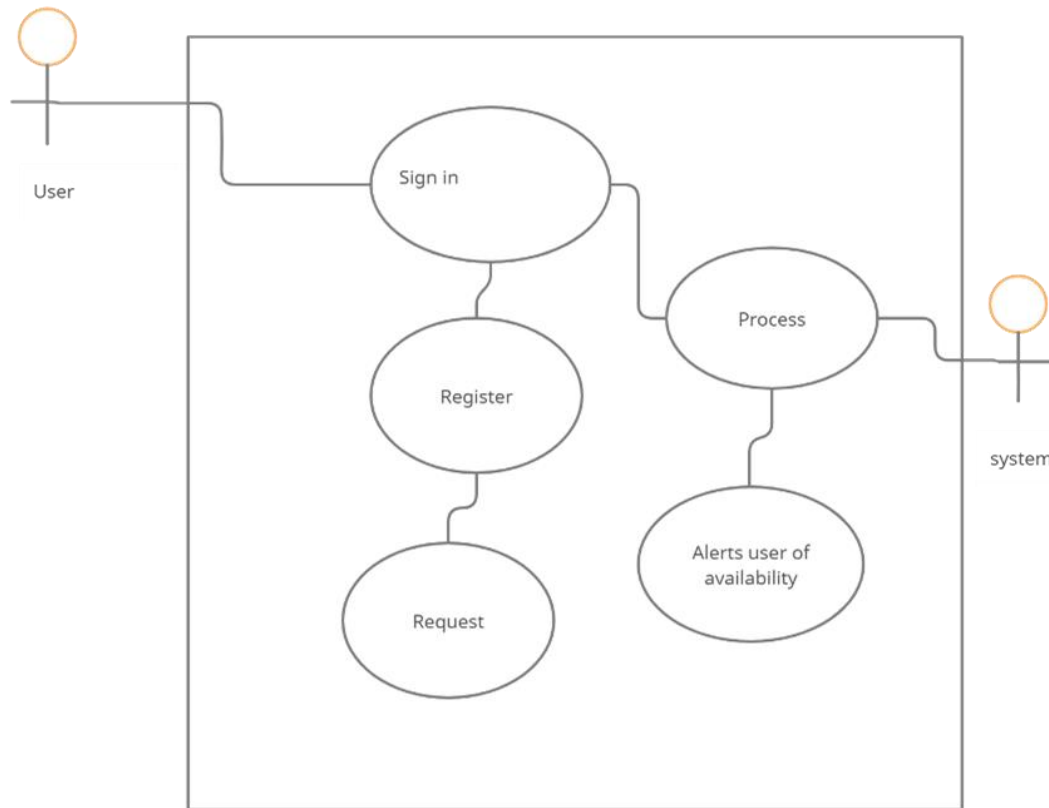 User
Sign in
Process
Register
system
Alerts user of
availability
Request